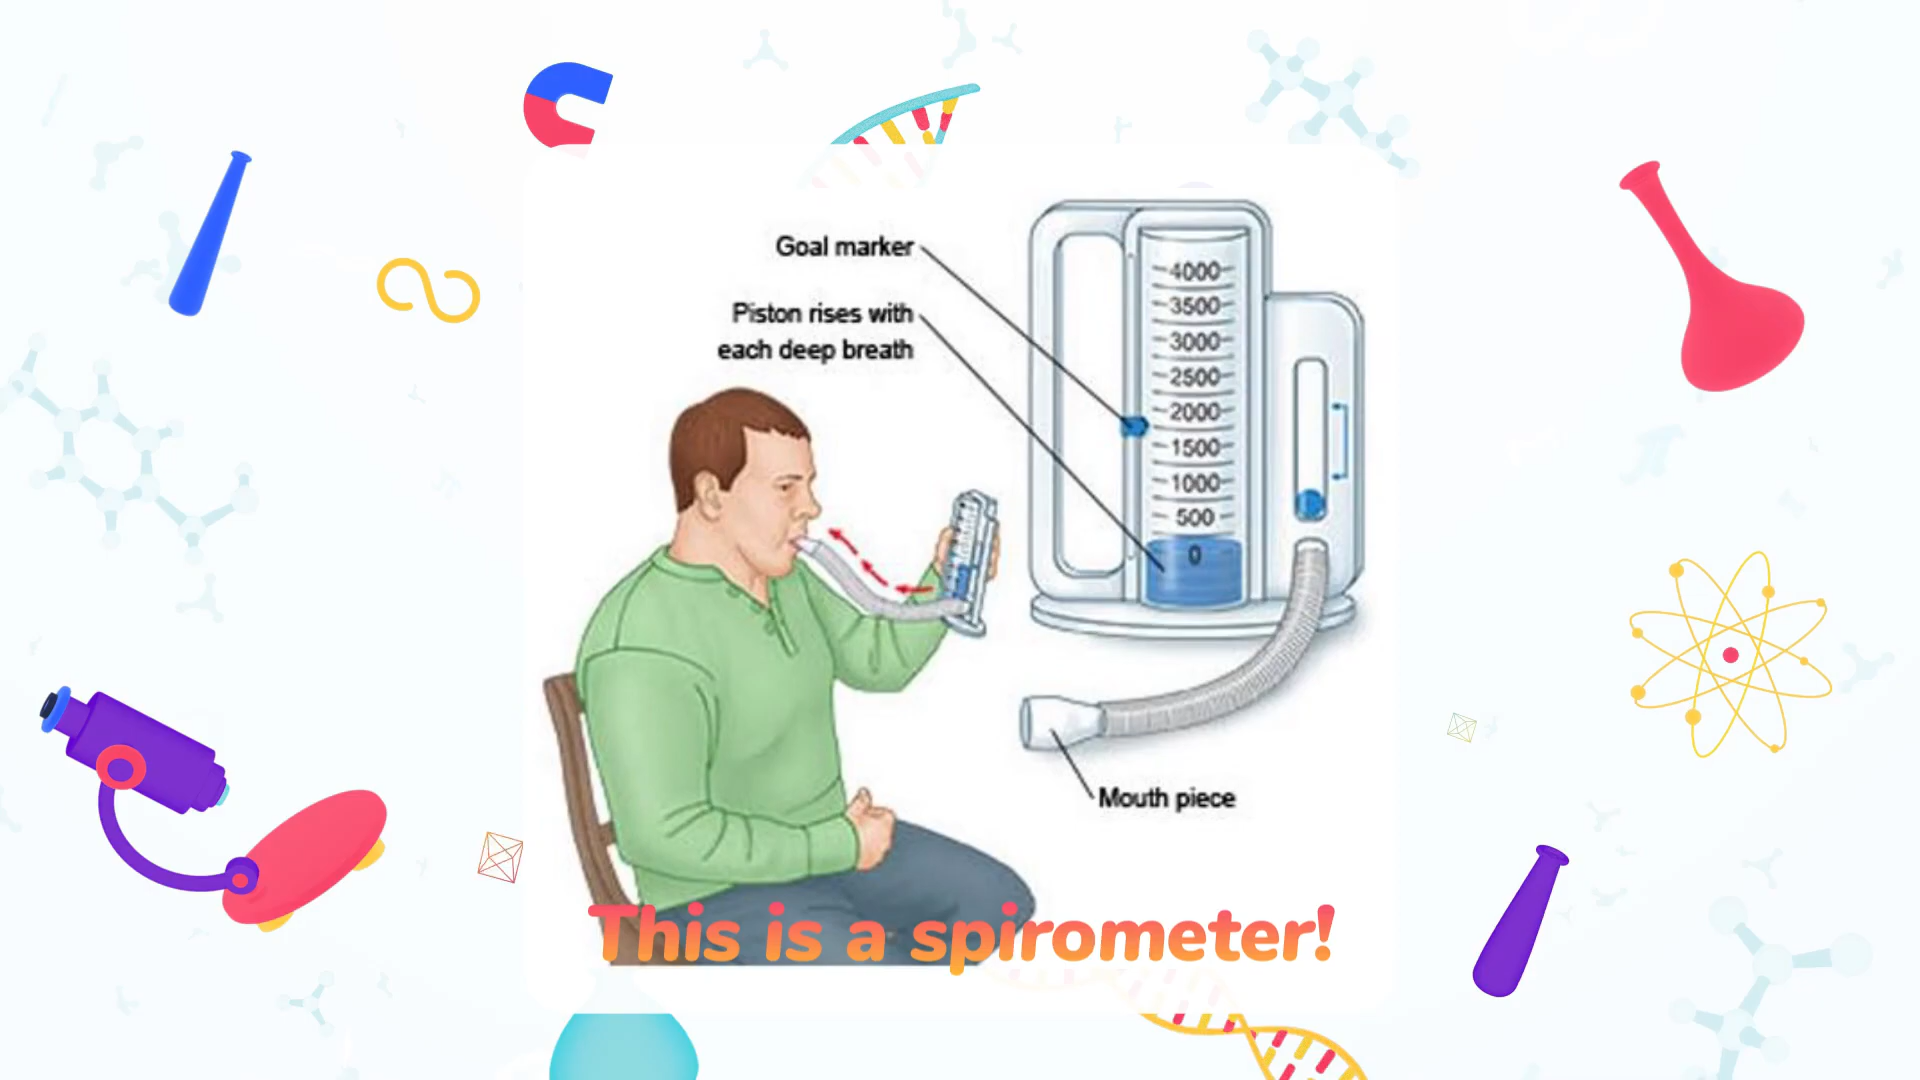 Goal marker
Piston rises with
each deep breath
4000
3500
3000
2500
2000
1500
1000
500
0
Mouth piece
This is a spirometer!